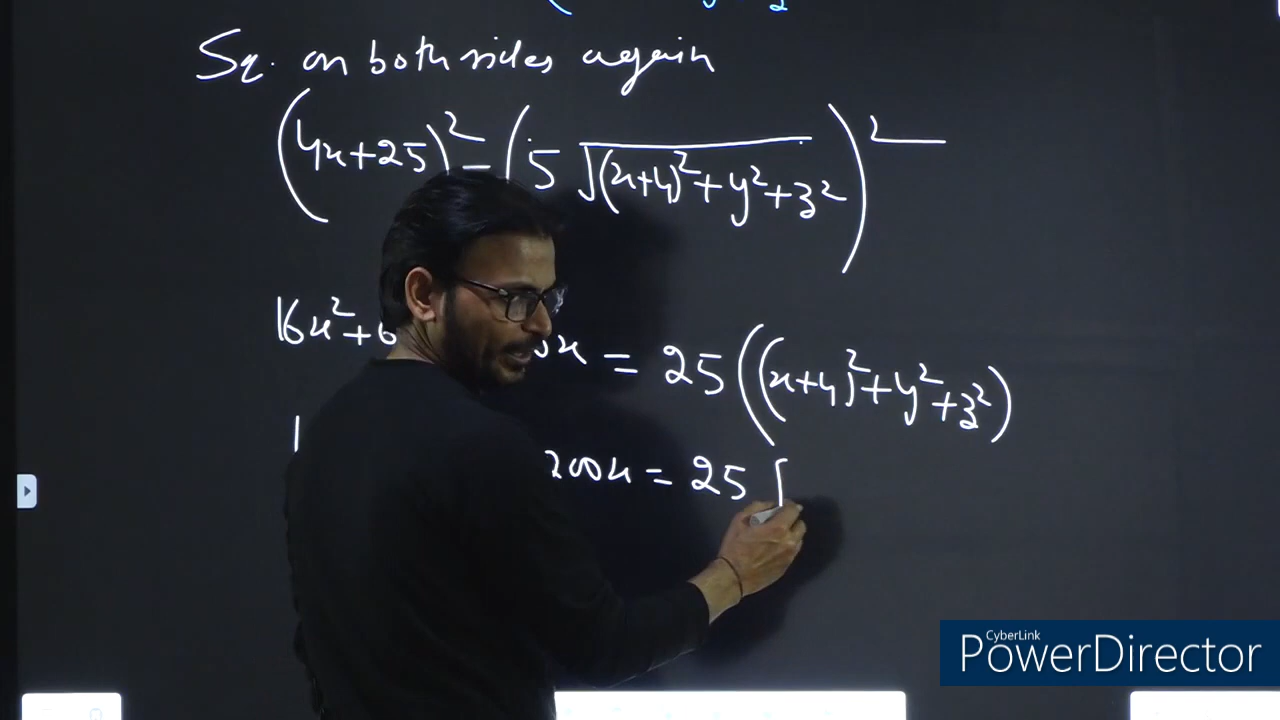 Sq. on both sides again
(4x+25)² = (5 √(x+4)²+y²+z²)²
16x²+6 x = 25((x+4)²+y²+z²)
200x = 25 [
CyberLink
PowerDirector